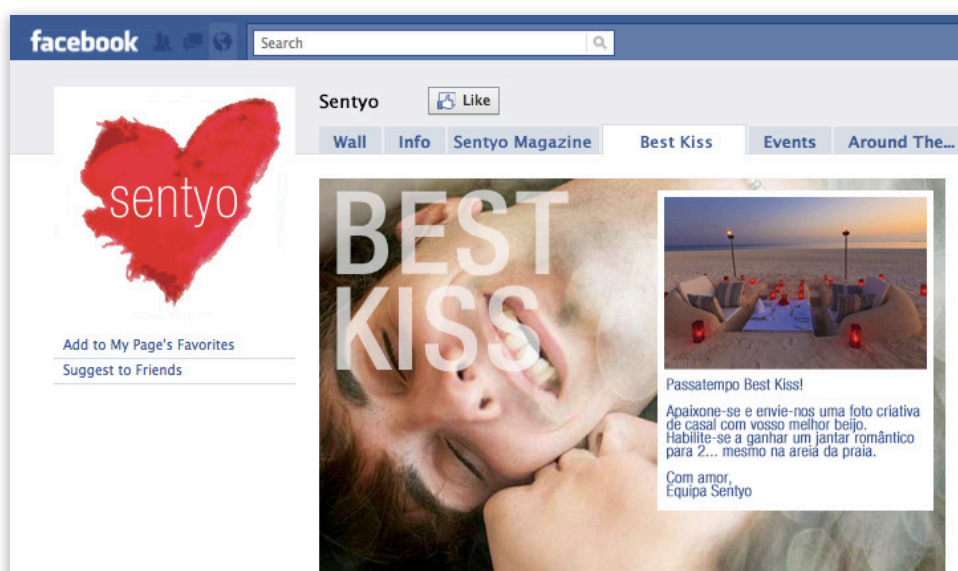 facebook
Search
Sentyo
Like
Wall
Info
Sentyo Magazine
Best Kiss
Events
Around The...
sentyo
Add to My Page's Favorites
Suggest to Friends
BEST
KISS
Passatempo Best Kiss!
Apaixone-se e envie-nos uma foto criativa
de casal com vosso melhor beijo.
Habilite-se a ganhar um jantar romântico
para 2... mesmo na areia da praia.
Com amor,
Equipa Sentyo